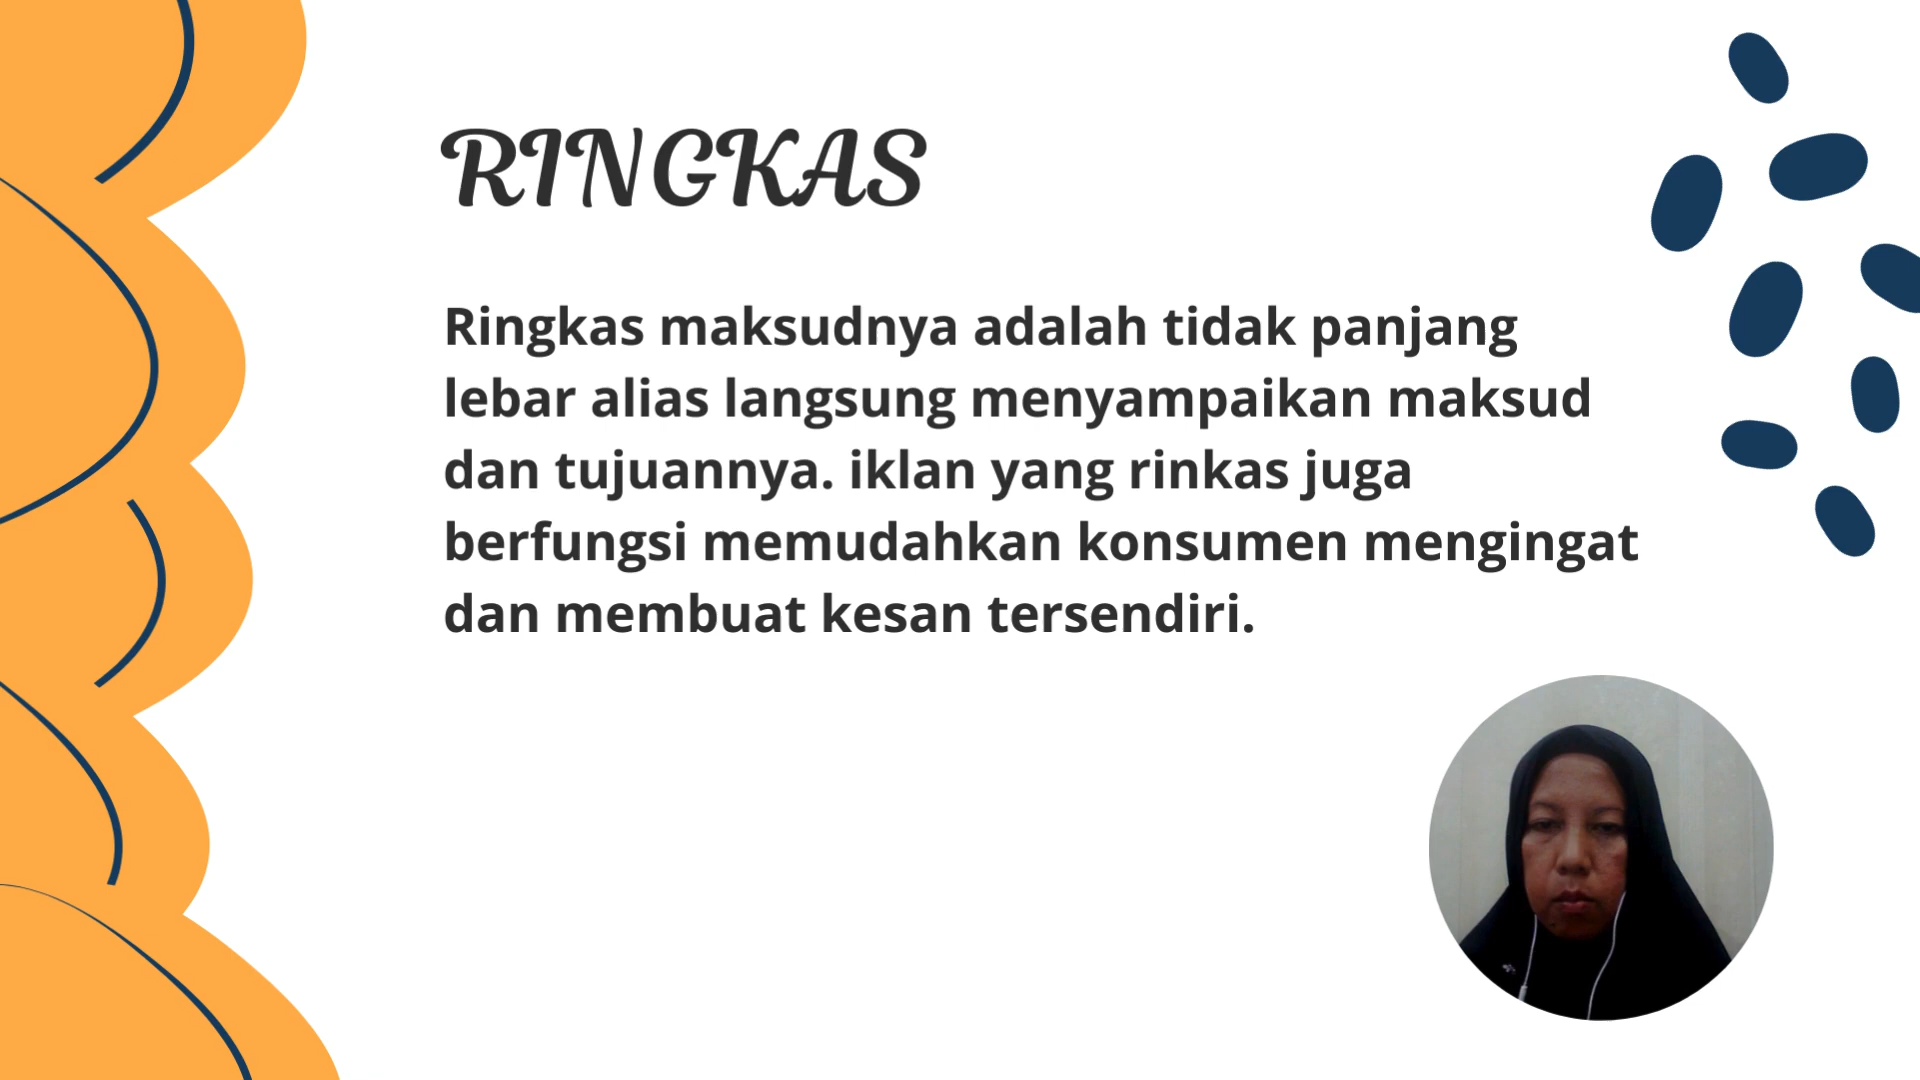 RINGKAS
Ringkas maksudnya adalah tidak panjang
lebar alias langsung menyampaikan maksud
dan tujuannya. iklan yang rinkas juga
berfungsi memudahkan konsumen mengingat
dan membuat kesan tersendiri.